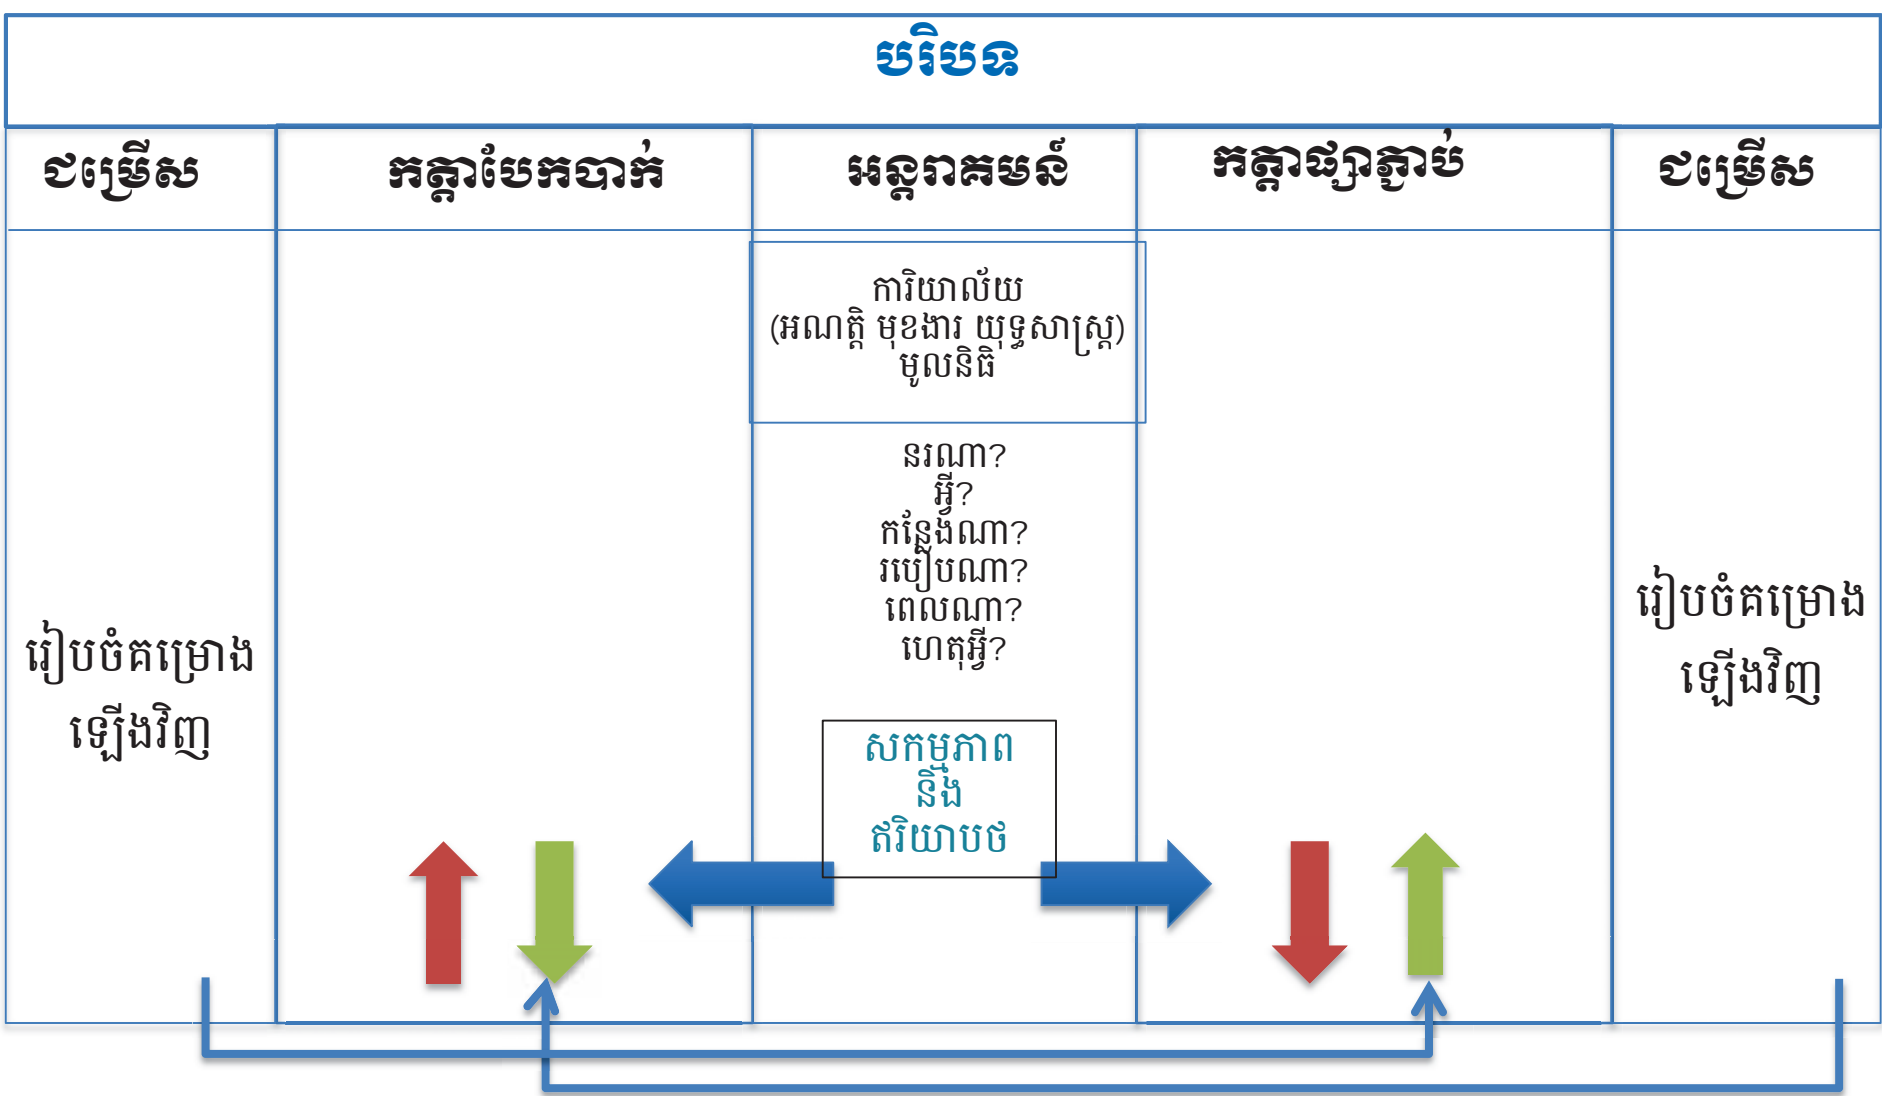 បរិបទ
ជម្រើស
កត្តាបែកបាក់
អន្តរាគមន៍
កត្តាផ្សាភ្ជាប់
ជម្រើស
ការិយាល័យ
(អណត្តិ មុខងារ យុទ្ធសាស្ត្រ)
មូលនិធិ
នរណា?
អ្វី?
កន្លែងណា?
របៀបណា?
ពេលណា?
ហេតុអ្វី?
រៀបចំគម្រោង
ឡើងវិញ
សកម្មភាព
និង
ឥរិយាបថ
រៀបចំគម្រោង
ឡើងវិញ